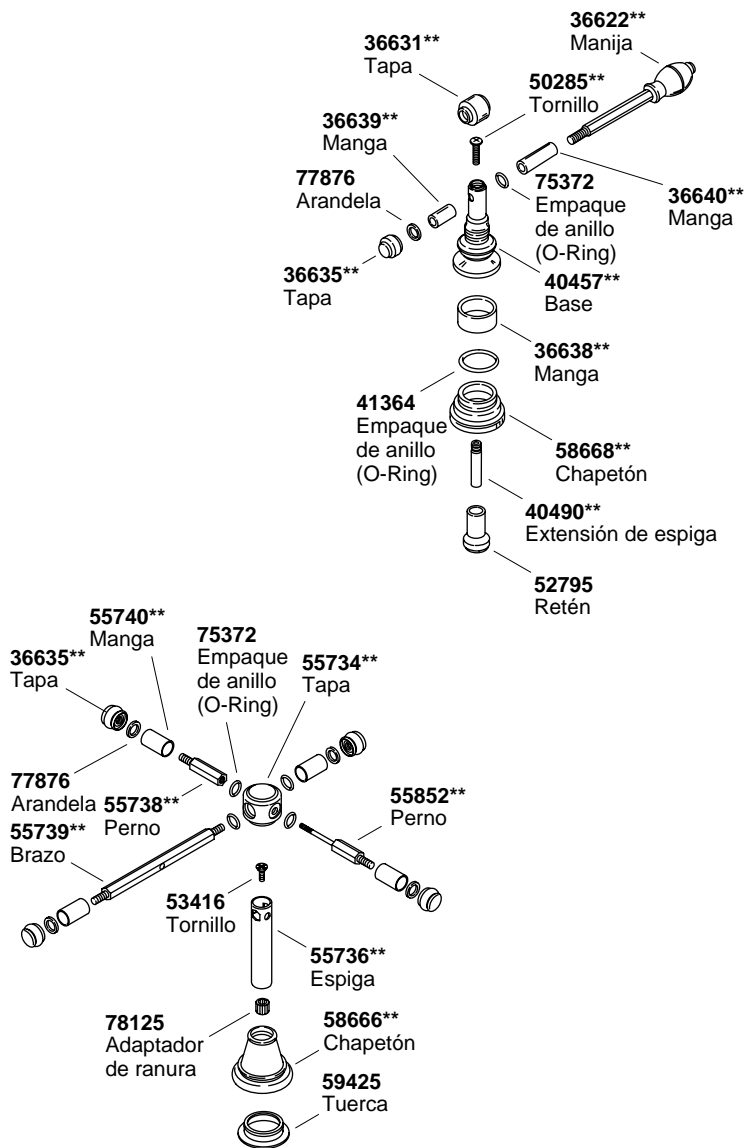 36622**
Manija
36631**
Tapa
50285**
Tornillo
36639**
Manga
77876
Arandela
75372
Empaque
de anillo
(O-Ring)
36640**
Manga
36635**
Tapa
40457**
Base
36638**
Manga
41364
Empaque
de anillo
(O-Ring)
58668**
Chapetón
40490**
Extensión de espiga
52795
Retén
55740**
Manga
75372
Empaque
de anillo
(O-Ring)
55734**
Tapa
36635**
Tapa
77876
Arandela
55738**
Perno
55852**
Perno
55739**
Brazo
53416
Tornillo
55736**
Espiga
78125
Adaptador
de ranura
58666**
Chapetón
59425
Tuerca